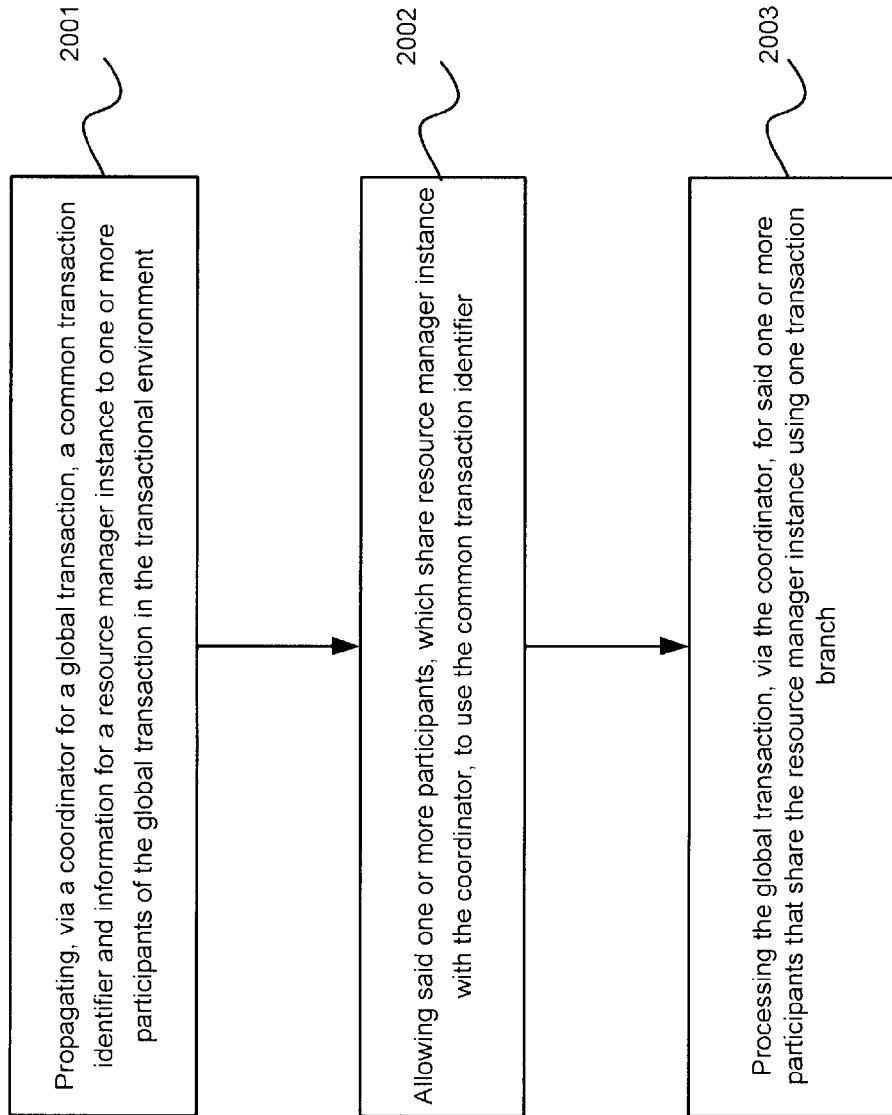 Propagating, via a coordinator for a global transaction, a common transaction
identifier and information for a resource manager instance to one or more
participants of the global transaction in the transactional environment
2001
Allowing said one or more participants, which share resource manager instance
with the coordinator, to use the common transaction identifier
2002
Processing the global transaction, via the coordinator, for said one or more
participants that share the resource manager instance using one transaction
branch
2003